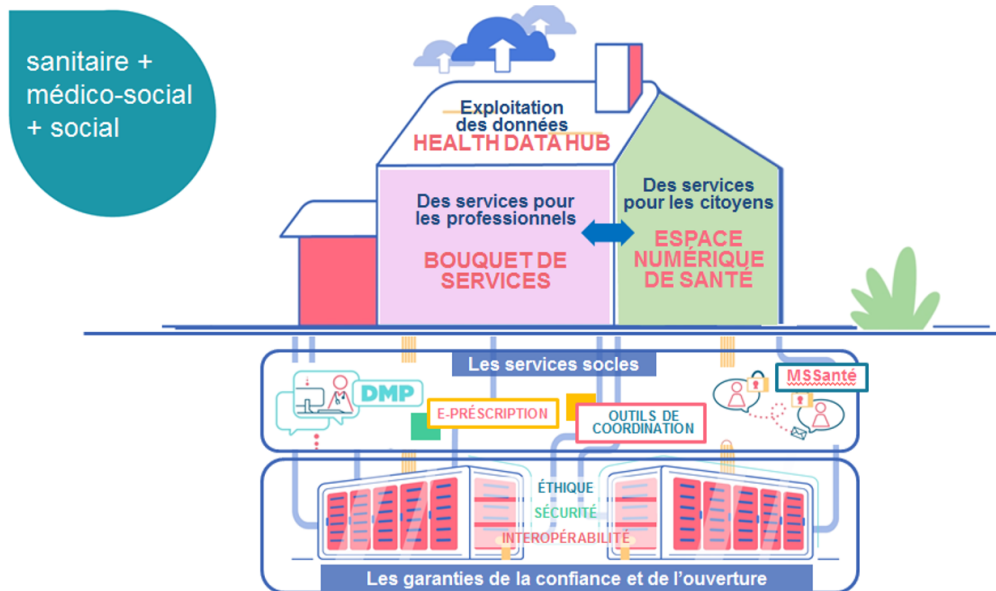 sanitaire +
médico-social
+ social
Exploitation
des données
HEALTH DATA HUB
Des services pour
les professionnels
BOUQUET DE
SERVICES
Des services
pour les citoyens
ESPACE
NUMÉRIQUE
DE SANTÉ
Les services socles
DMP
E-PRÉSCRIPTION
OUTILS DE
COORDINATION
MSSanté
ÉTHIQUE
SÉCURITÉ
INTEROPÉRABILITÉ
Les garanties de la confiance et de l'ouverture